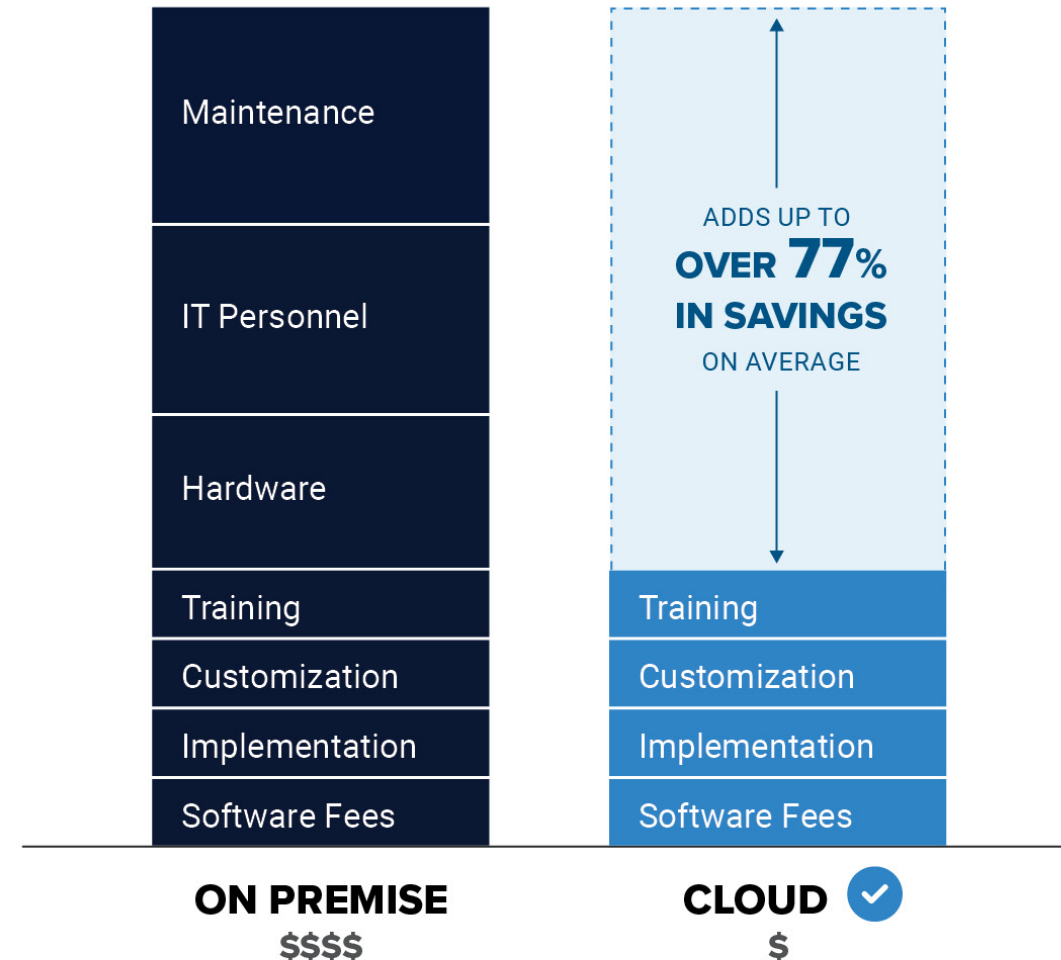 Maintenance
IT Personnel
Hardware
Training
Customization
Implementation
Software Fees
ON PREMISE
$$$$
ADDS UP TO
OVER 77%
IN SAVINGS
ON AVERAGE
Training
Customization
Implementation
Software Fees
CLOUD
$